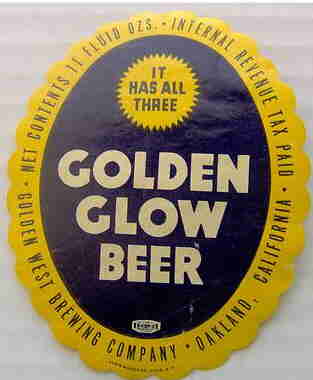 NET CONTENTS 11 FLUID OZS. · INTERNAL REVENUE TAX PAID ·
IT
HAS ALL
THREE
GOLDEN
GLOW
BEER
GOLDEN WEST BREWING COMPANY · OAKLAND, CALIFORNIA ·